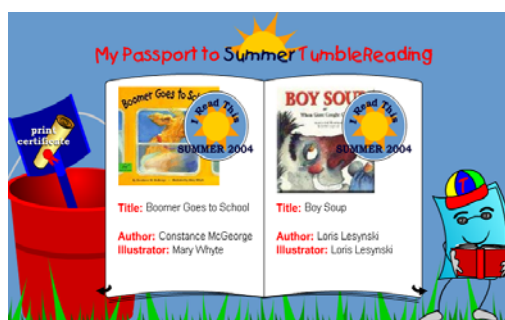 My Passport to Summer TumbleReading
print
certificate
Boomer Goes to School
I Read This
SUMMER 2004
BOY SOUP
or
I Read This
SUMMER 2004
Title: Boomer Goes to School
Title: Boy Soup
Author: Constance McGeorge
Illustrator: Mary Whyte
Author: Loris Lesynski
Illustrator: Loris Lesynski
T